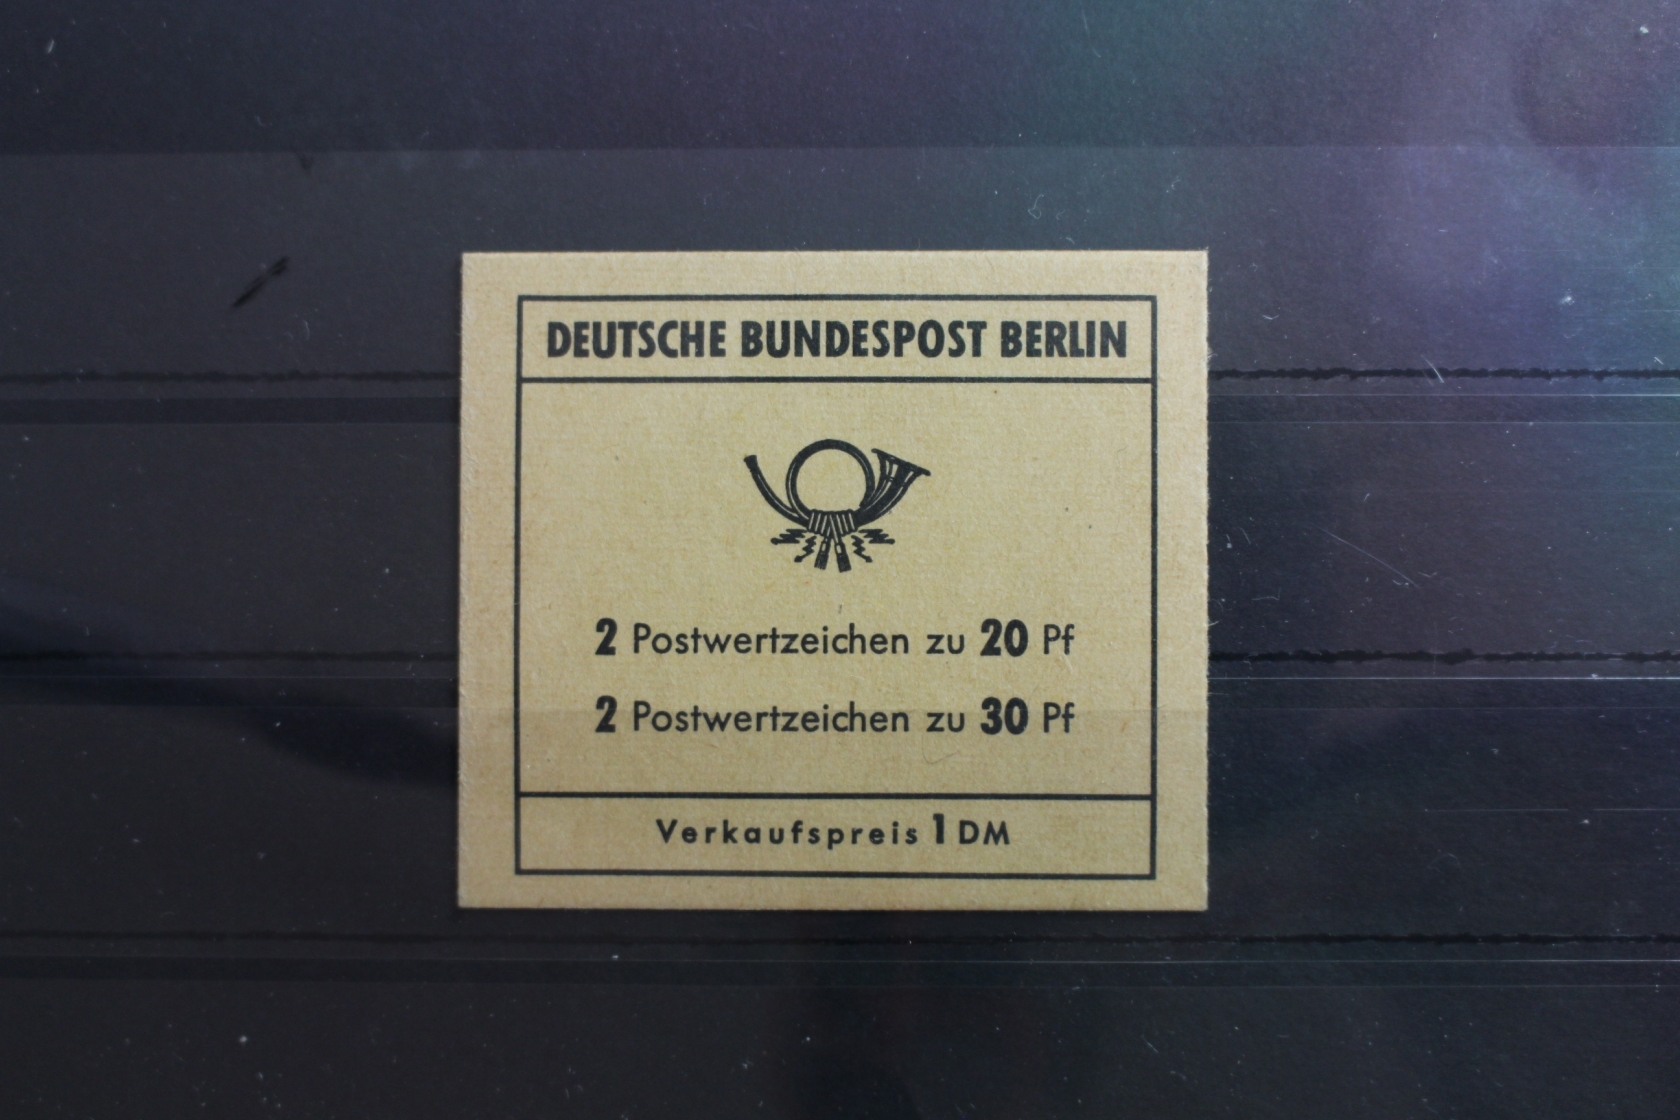 DEUTSCHE BUNDESPOST BERLIN
2 Postwertzeichen zu 20 Pf
2 Postwertzeichen zu 30 Pf
Verkaufspreis 1 DM